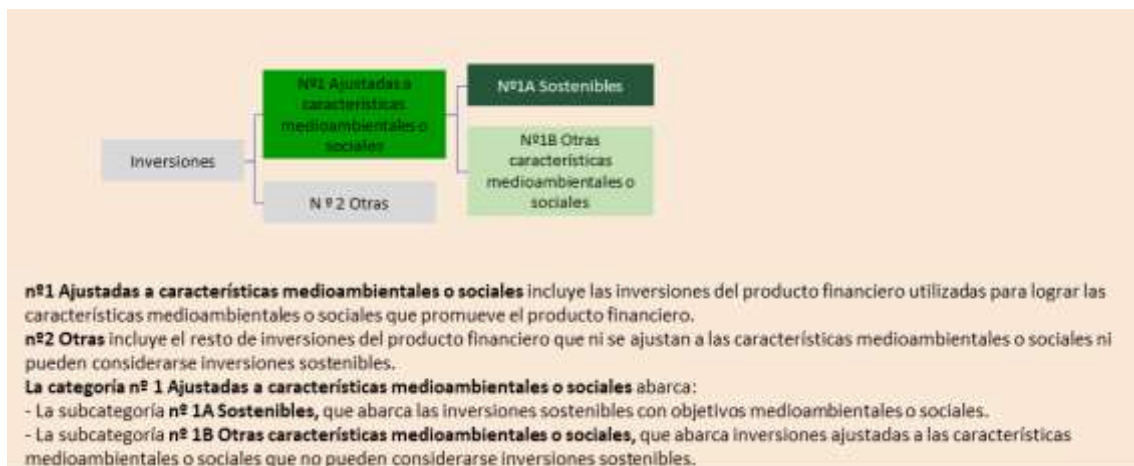 Nº1 Ajustadas a
características
medioambientales o
sociales
Nº1A Sostenibles
Nº1B Otras
características
medioambientales o
sociales
Inversiones
N º 2 Otras
nº1 Ajustadas a características medioambientales o sociales incluye las inversiones del producto financiero utilizadas para lograr las
características medioambientales o sociales que promueve el producto financiero.
nº2 Otras incluye el resto de inversiones del producto financiero que ni se ajustan a las características medioambientales o sociales ni
pueden considerarse inversiones sostenibles.
La categoría nº 1 Ajustadas a características medioambientales o sociales abarca:
- La subcategoría nº 1A Sostenibles, que abarca las inversiones sostenibles con objetivos medioambientales o sociales.
- La subcategoría nº 1B Otras características medioambientales o sociales, que abarca inversiones ajustadas a las características
medioambientales o sociales que no pueden considerarse inversiones sostenibles.